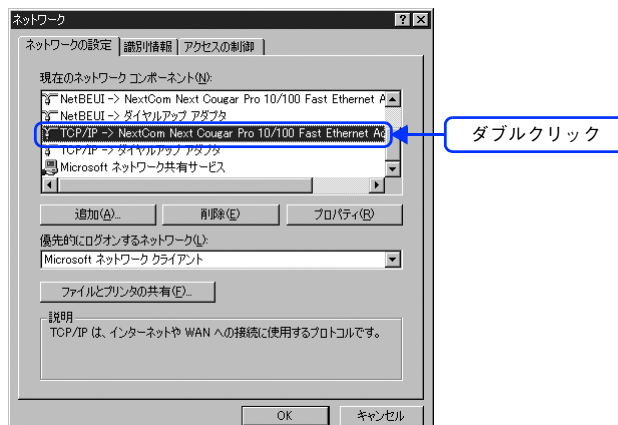 ネットワーク
ネットワークの設定 識別情報 アクセスの制御
現在のネットワーク コンポーネント(N):
NetBEUI -> NextCom Next Cougar Pro 10/100 Fast Ethernet A
NetBEUI -> ダイヤルアップ アダプタ
TCP/IP -> NextCom Next Cougar Pro 10/100 Fast Ethernet Ad
ダブルクリック
TCP/IP -> ダイヤルアップ アダプタ
Microsoft ネットワーク共有サービス
追加(A)... 削除(E) プロパティ(R)
優先的にログオンするネットワーク(L):
Microsoft ネットワーク クライアント
ファイルとプリンタの共有(F)...
説明
TCP/IP は、インターネットや WAN への接続に使用するプロトコルです。
OK キャンセル